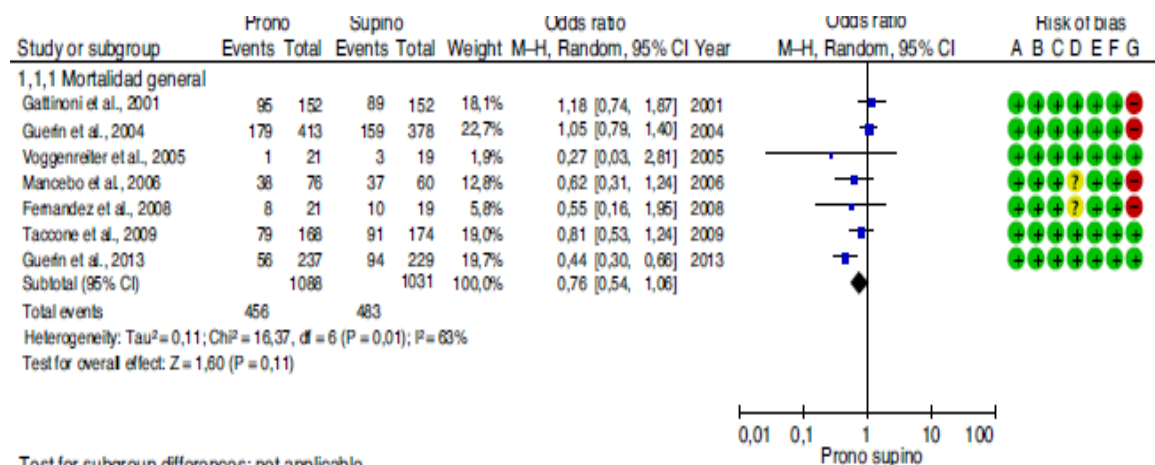 Prono Supino Odds ratio Odds ratio Risk of bias
Study or subgroup Events Total Events Total Weight M–H, Random, 95% CI Year M–H, Random, 95% CI A B C D E F G
1,1,1 Mortalidad general
Gattinoni et al., 2001 95 152 89 152 18,1% 1,18 [0,74, 1,87] 2001 + + + + + + –
Guerin et al., 2004 179 413 159 378 22,7% 1,05 [0,79, 1,40] 2004 + + + + + + –
Voggenreiter et al., 2005 1 21 3 19 1,9% 0,27 [0,03, 2,81] 2005 + + + + + + +
Mancebo et al., 2006 38 76 37 60 12,8% 0,62 [0,31, 1,24] 2006 + + + ? + + –
Fernandez et al., 2008 8 21 10 19 5,8% 0,55 [0,16, 1,95] 2008 + + + ? + + –
Taccone et al., 2009 79 168 91 174 19,0% 0,81 [0,53, 1,24] 2009 + + + + + + +
Guerin et al., 2013 56 237 94 229 19,7% 0,44 [0,30, 0,66] 2013 + + + + + + +
Subtotal (95% CI) 1088 1031 100,0% 0,76 [0,54, 1,06]
Total events 456 483
Heterogeneity: Tau² = 0,11; Chi² = 16,37, df = 6 (P = 0,01); I² = 63%
Test for overall effect: Z = 1,60 (P = 0,11)
0,01 0,1 1 10 100
Prono supino
Test for subgroup differences: not applicable